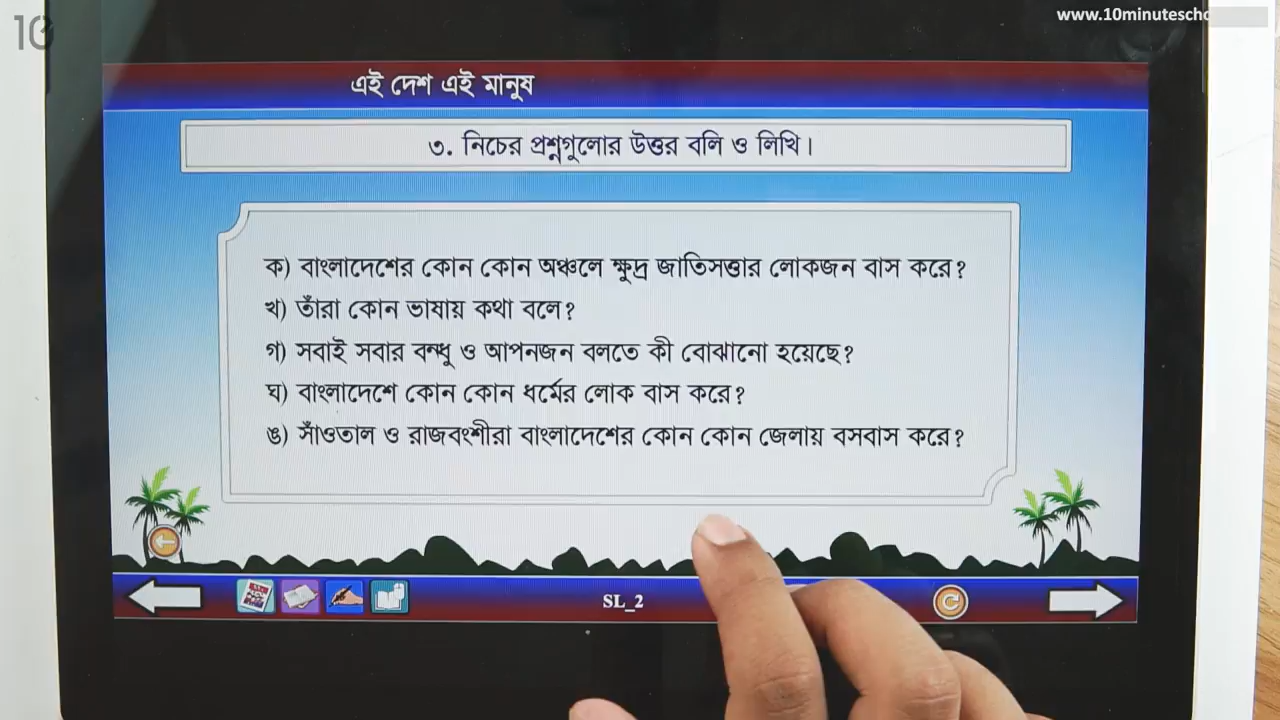 www.10minutescho
10
এই দেশ এই মানুষ
৩. নিচের প্রশ্নগুলোর উত্তর বলি ও লিখি।
ক) বাংলাদেশের কোন কোন অঞ্চলে ক্ষুদ্র জাতিসত্তার লোকজন বাস করে?
খ) তাঁরা কোন ভাষায় কথা বলে?
গ) সবাই সবার বন্ধু ও আপনজন বলতে কী বোঝানো হয়েছে?
ঘ) বাংলাদেশে কোন কোন ধর্মের লোক বাস করে?
ঙ) সাঁওতাল ও রাজবংশীরা বাংলাদেশের কোন কোন জেলায় বসবাস করে?
SL_2